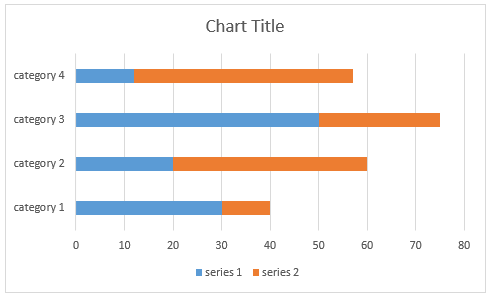 Chart Title
category 4
category 3
category 2
category 1
0 10 20 30 40 50 60 70 80
series 1 series 2